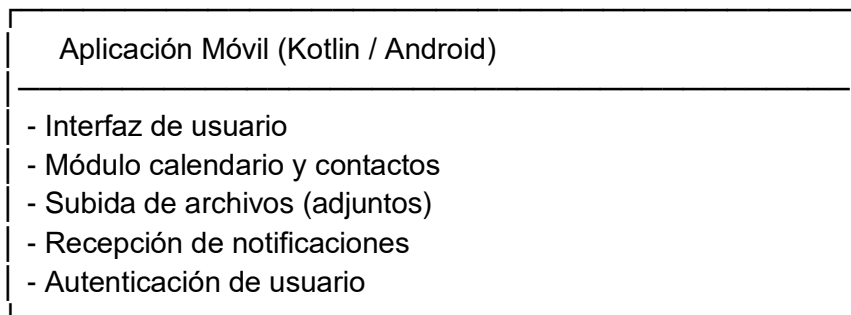 Aplicación Móvil (Kotlin / Android)
- Interfaz de usuario
- Módulo calendario y contactos
- Subida de archivos (adjuntos)
- Recepción de notificaciones
- Autenticación de usuario